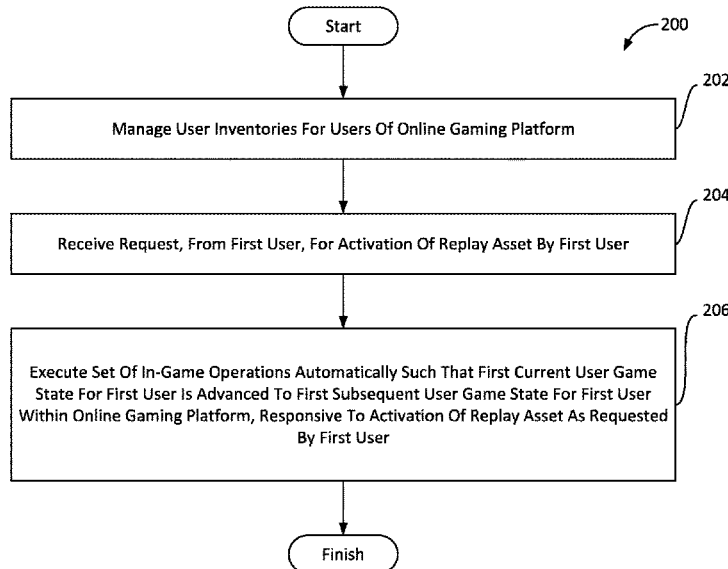 Start
200
202
Manage User Inventories For Users Of Online Gaming Platform
204
Receive Request, From First User, For Activation Of Replay Asset By First User
206
Execute Set Of In-Game Operations Automatically Such That First Current User Game
State For First User Is Advanced To First Subsequent User Game State For First User
Within Online Gaming Platform, Responsive To Activation Of Replay Asset As Requested
By First User
Finish